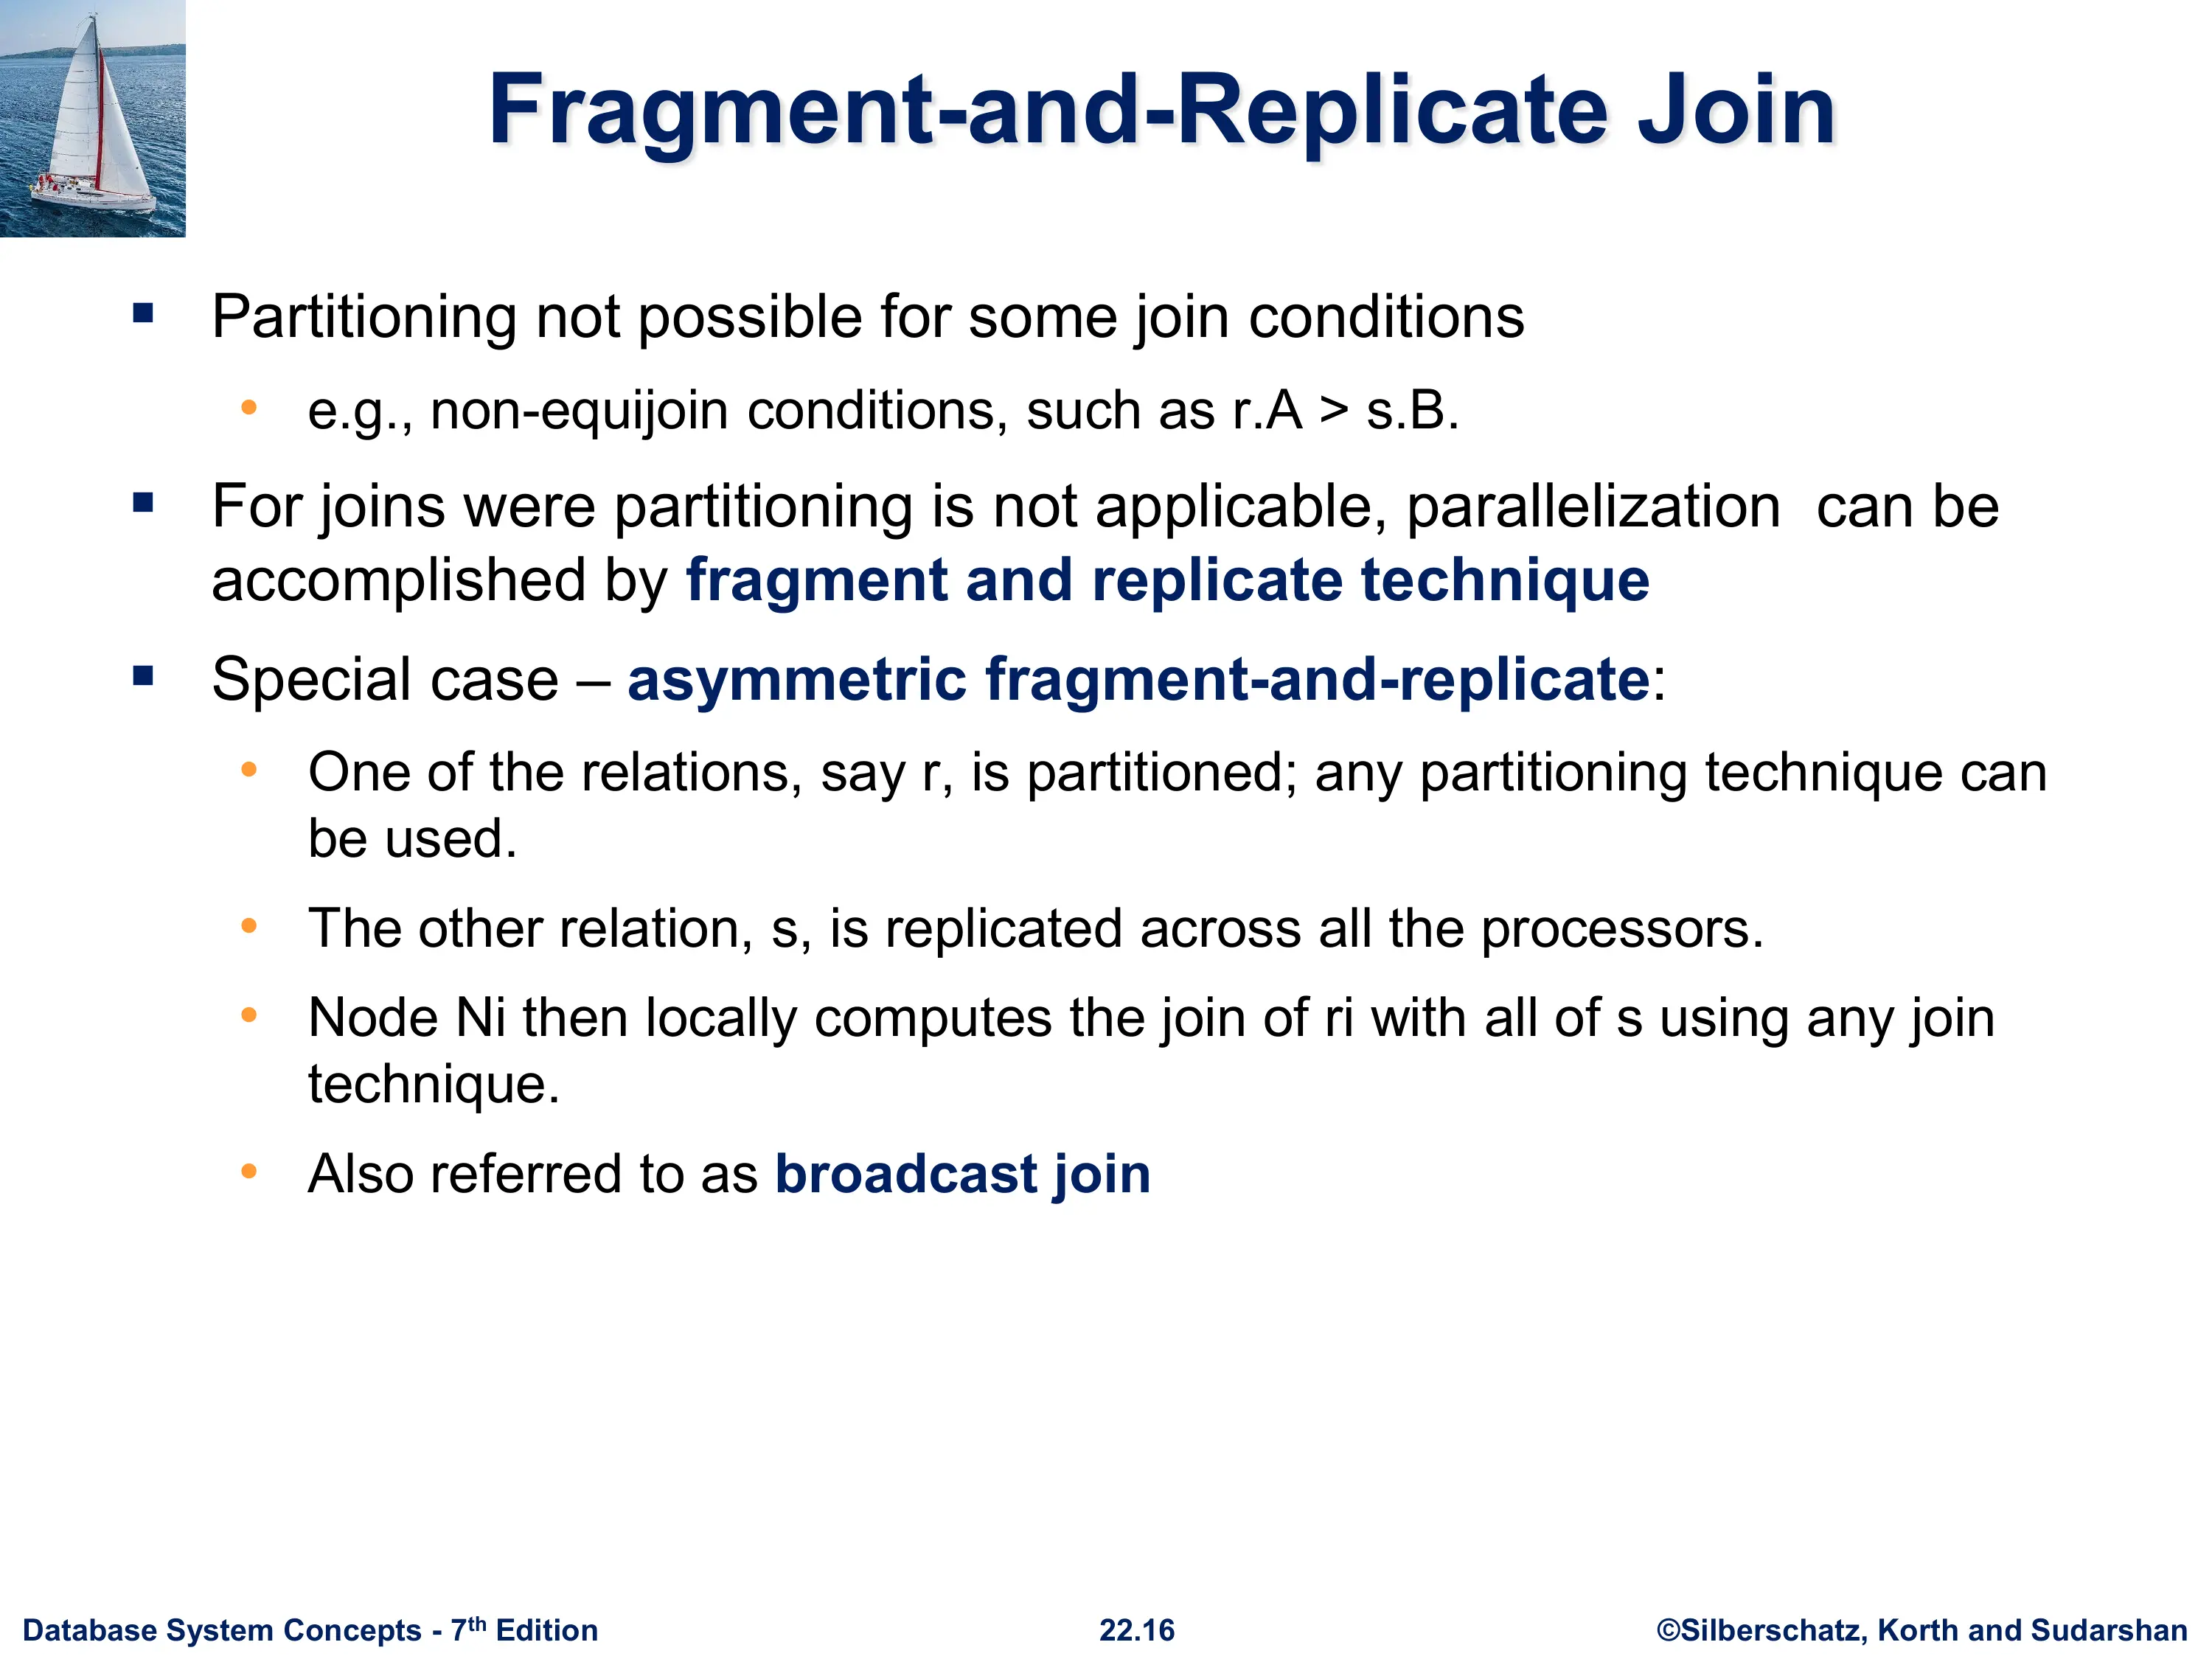 Fragment-and-Replicate Join
▪ Partitioning not possible for some join conditions
• e.g., non-equijoin conditions, such as r.A > s.B.
▪ For joins were partitioning is not applicable, parallelization  can be
accomplished by fragment and replicate technique
▪ Special case – asymmetric fragment-and-replicate:
• One of the relations, say r, is partitioned; any partitioning technique can
be used.
• The other relation, s, is replicated across all the processors.
• Node Ni then locally computes the join of ri with all of s using any join
technique.
• Also referred to as broadcast join
Database System Concepts - 7th Edition
22.16
©Silberschatz, Korth and Sudarshan